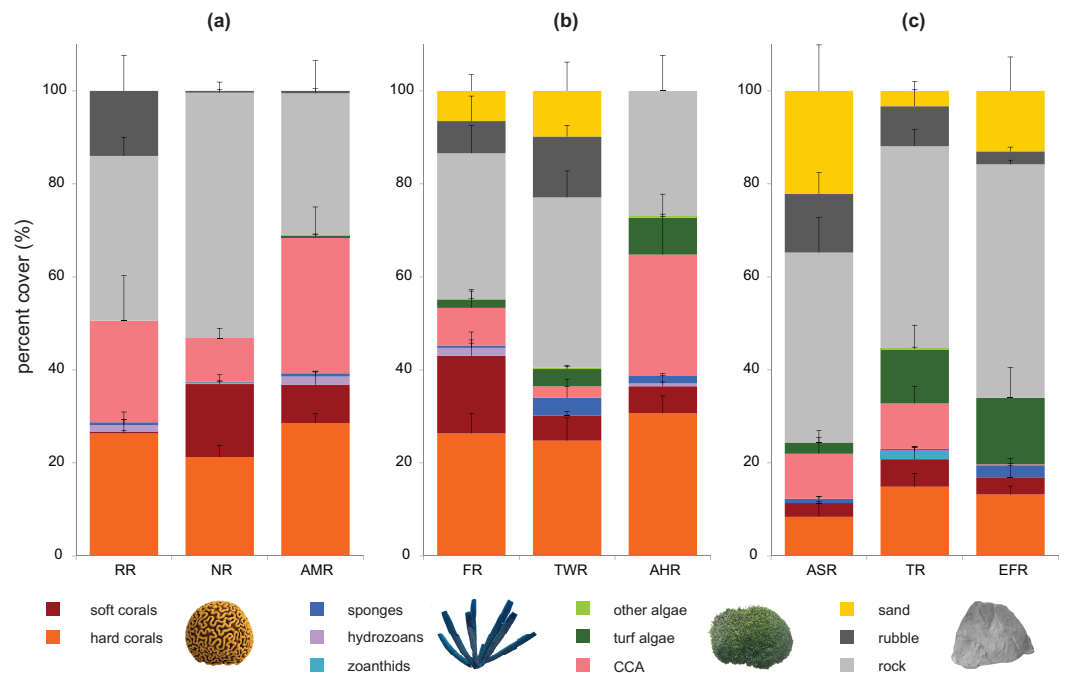 (a) (b) (c)
percent cover (%)
100 100 100
80 80 80
60 60 60
40 40 40
20 20 20
0 0 0
RR NR AMR FR TWR AHR ASR TR EFR
soft corals sponges other algae sand
hard corals hydrozoans turf algae rubble
zoanthids CCA rock